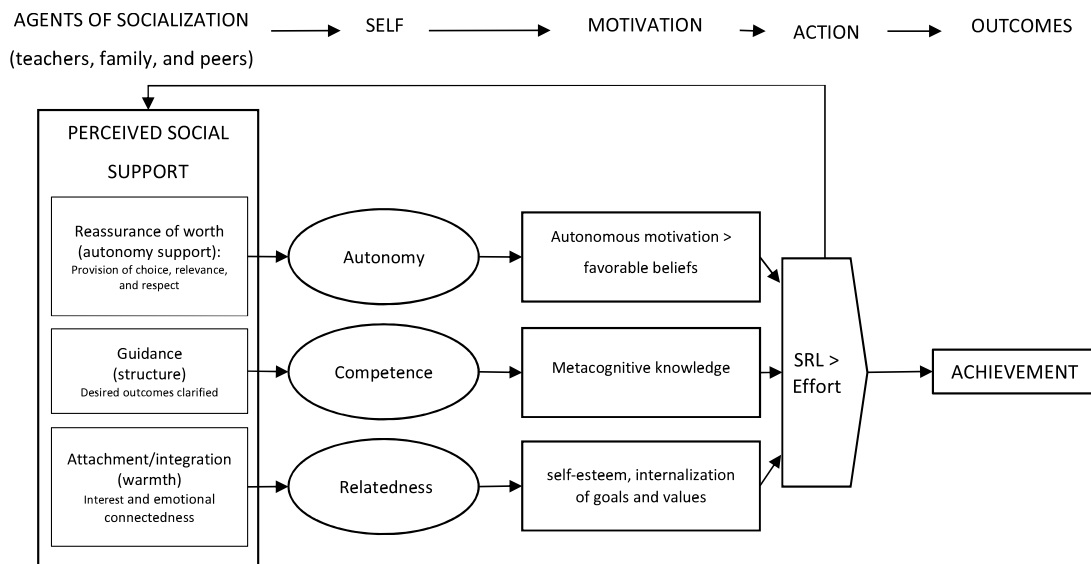 AGENTS OF SOCIALIZATION
(teachers, family, and peers)
SELF
MOTIVATION
ACTION
OUTCOMES
PERCEIVED SOCIAL
SUPPORT
Reassurance of worth
(autonomy support):
Provision of choice, relevance,
and respect
Autonomy
Autonomous motivation >
favorable beliefs
Guidance
(structure)
Desired outcomes clarified
Competence
Metacognitive knowledge
SRL >
Effort
ACHIEVEMENT
Attachment/integration
(warmth)
Interest and emotional
connectedness
Relatedness
self-esteem, internalization
of goals and values